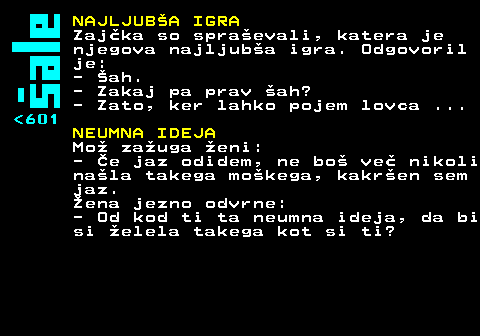 Šale
<601
NAJLJUBŠA IGRA
Zajčka so spraševali, katera je
njegova najljubša igra. Odgovoril
je:
- Šah.
- Zakaj pa prav šah?
- Zato, ker lahko pojem lovca ...
NEUMNA IDEJA
Mož zažuga ženi:
- Če jaz odidem, ne boš več nikoli
našla takega moškega, kakršen sem
jaz.
Žena jezno odvrne:
- Od kod ti ta neumna ideja, da bi
si želela takega kot si ti?